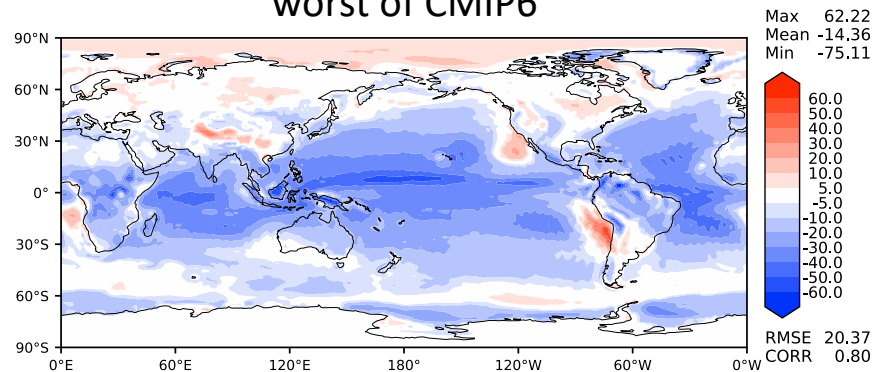 worst of CMIP6
Max 62.22
Mean -14.36
Min -75.11
90°N
60°N
30°N
0°
30°S
60°S
90°S
0°E
60°E
120°E
180°
120°W
60°W
0°W
60.0
50.0
40.0
30.0
20.0
10.0
5.0
-5.0
-10.0
-20.0
-30.0
-40.0
-50.0
-60.0
RMSE 20.37
CORR 0.80